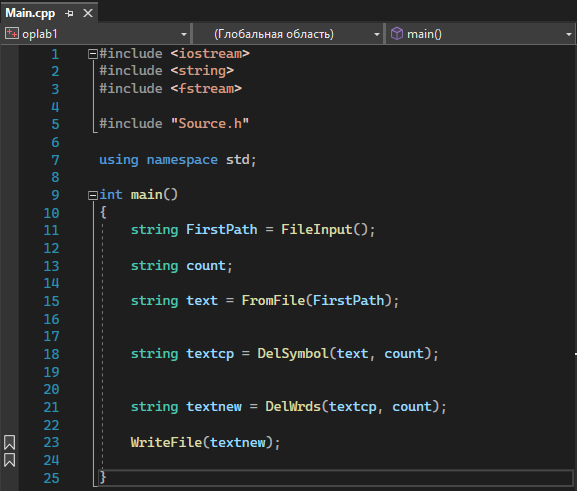 Main.cpp
oplab1 (Глобальная область) main()
1 #include <iostream>
2 #include <string>
3 #include <fstream>
4
5 #include "Source.h"
6
7 using namespace std;
8
9 int main()
10 {
11 string FirstPath = FileInput();
12
13 string count;
14
15 string text = FromFile(FirstPath);
16
17
18 string textcp = DelSymbol(text, count);
19
20
21 string textnew = DelWrds(textcp, count);
22
23 WriteFile(textnew);
24
25 }